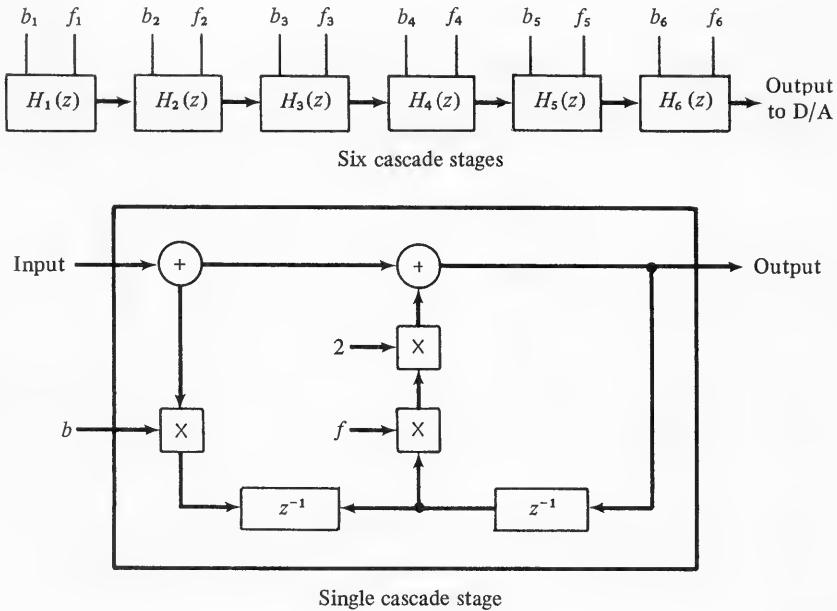 b₁ f₁ b₂ f₂ b₃ f₃ b₄ f₄ b₅ f₅ b₆ f₆
H₁(z) H₂(z) H₃(z) H₄(z) H₅(z) H₆(z) Output
to D/A
Six cascade stages
Input + + Output
2 X
b X f X
z⁻¹ z⁻¹
Single cascade stage